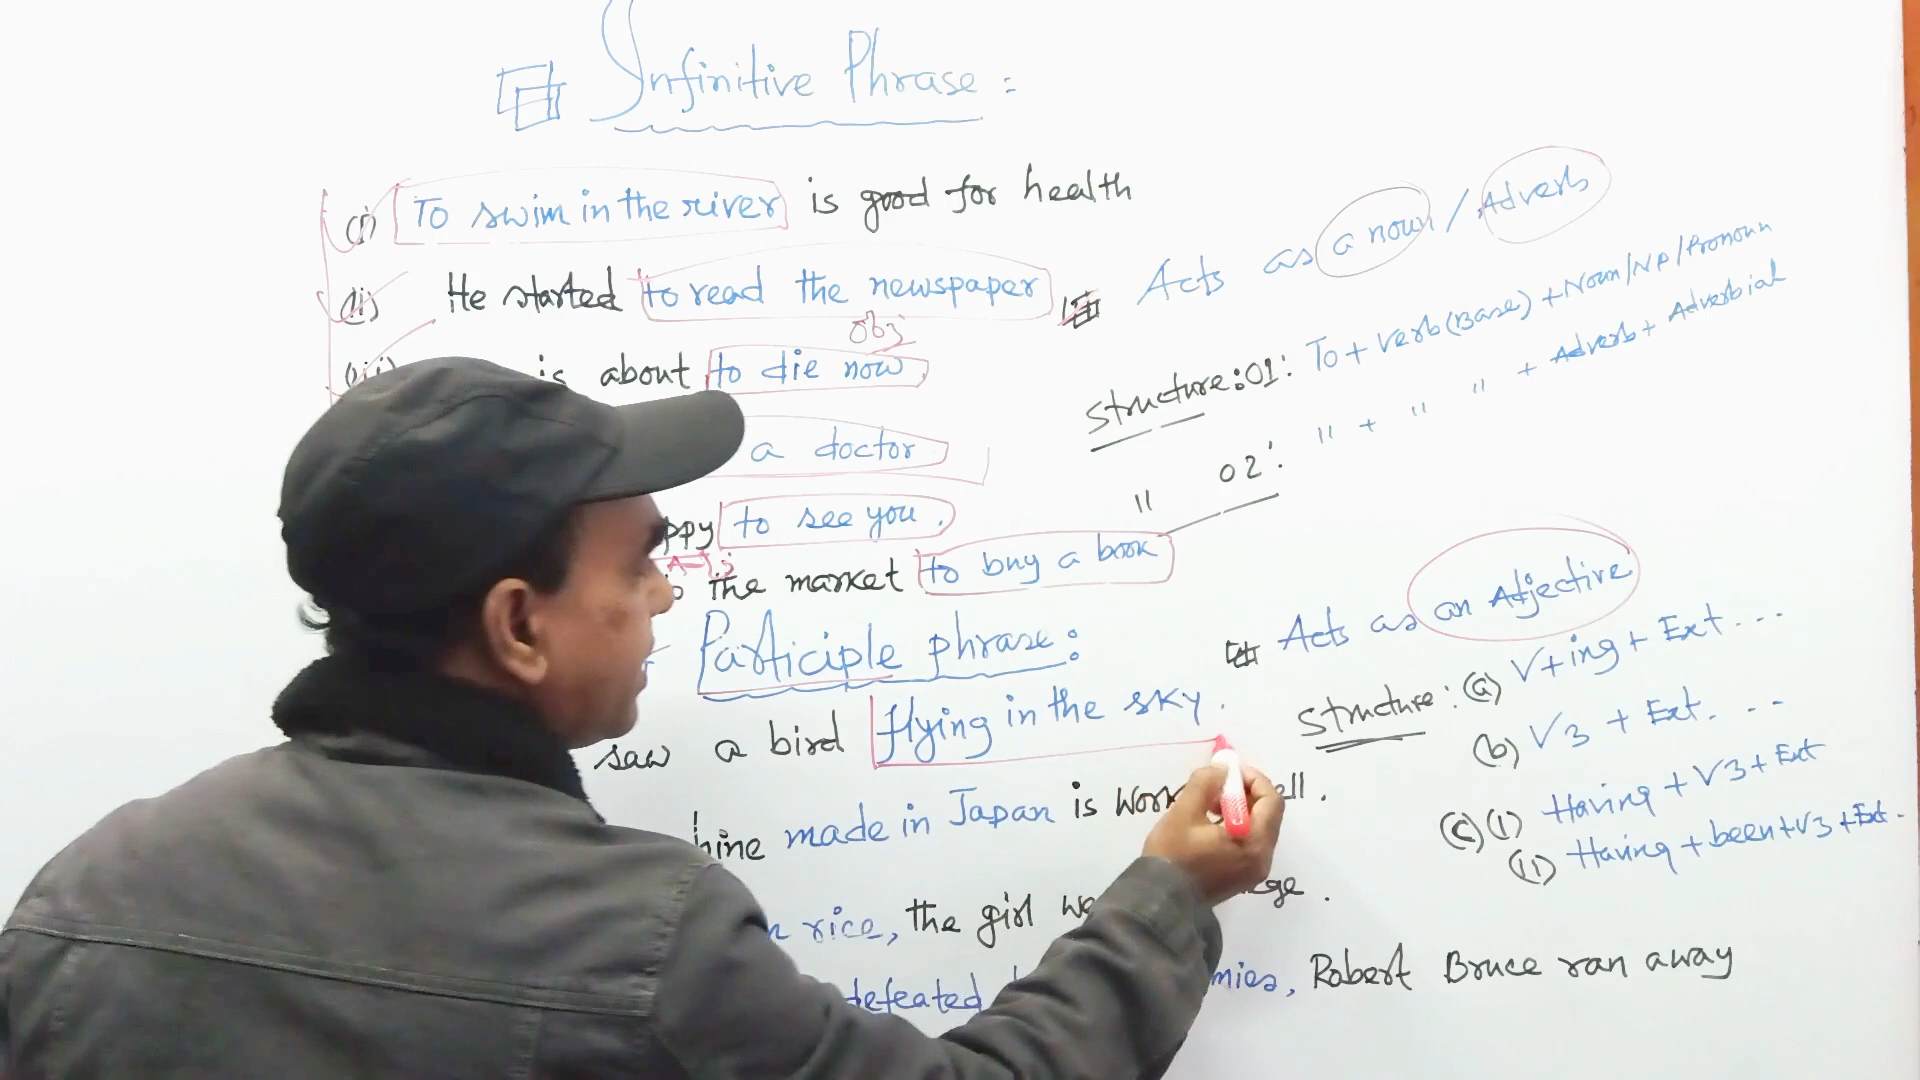 Infinitive Phrase :
(i) To swim in the river is good for health
(ii) He started to read the newspaper
obj
(iii) is about to die now.
a doctor
ppy to see you.
Adj
the market to buy a book
Participle phrase:
saw a bird flying in the sky.
hine made in Japan is work ell.
rice, the girl we ge.
defeated mies, Robert Bruce ran away
Acts as a noun / Adverb
Structure:01: To + Verb(Base) + Noun/NP/Pronoun
" 02: " + " " + Adverb + Adverbial
Acts as an Adjective
Structure: (a) V+ing + Ext...
(b) V3 + Ext...
(c) (i) Having + V3 + Ext
(ii) Having + been + V3 + Ext.